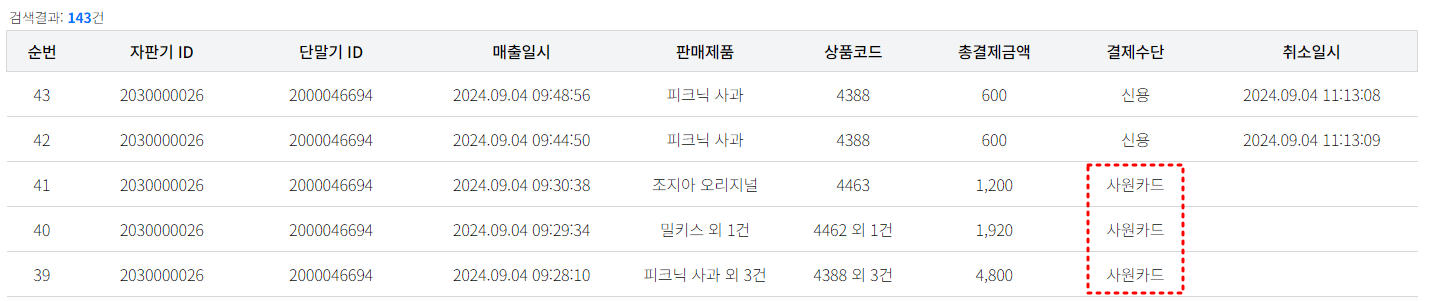 검색결과: 143건
순번 자판기 ID 단말기 ID 매출일시 판매제품 상품코드 총결제금액 결제수단 취소일시
43 2030000026 2000046694 2024.09.04 09:48:56 피크닉 사과 4388 600 신용 2024.09.04 11:13:08
42 2030000026 2000046694 2024.09.04 09:44:50 피크닉 사과 4388 600 신용 2024.09.04 11:13:09
41 2030000026 2000046694 2024.09.04 09:30:38 조지아 오리지널 4463 1,200 사원카드
40 2030000026 2000046694 2024.09.04 09:29:34 밀키스 외 1건 4462 외 1건 1,920 사원카드
39 2030000026 2000046694 2024.09.04 09:28:10 피크닉 사과 외 3건 4388 외 3건 4,800 사원카드